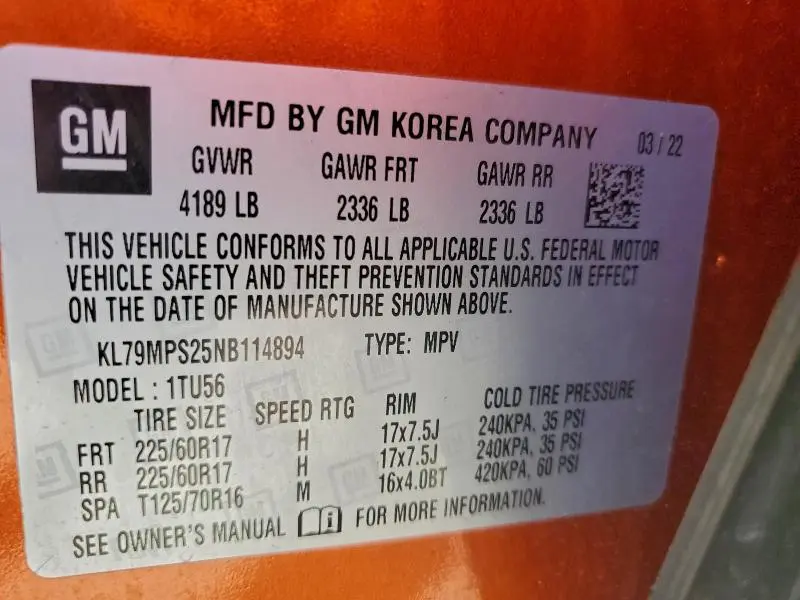 GM
MFD BY GM KOREA COMPANY 03 / 22
GVWR GAWR FRT GAWR RR
4189 LB 2336 LB 2336 LB
THIS VEHICLE CONFORMS TO ALL APPLICABLE U.S. FEDERAL MOTOR
VEHICLE SAFETY AND THEFT PREVENTION STANDARDS IN EFFECT
ON THE DATE OF MANUFACTURE SHOWN ABOVE.
KL79MPS25NB114894 TYPE: MPV
MODEL : 1TU56
TIRE SIZE SPEED RTG RIM COLD TIRE PRESSURE
FRT 225/60R17 H 17x7.5J 240KPA, 35 PSI
RR 225/60R17 H 17x7.5J 240KPA, 35 PSI
SPA T125/70R16 M 16x4.0BT 420KPA, 60 PSI
SEE OWNER'S MANUAL FOR MORE INFORMATION.